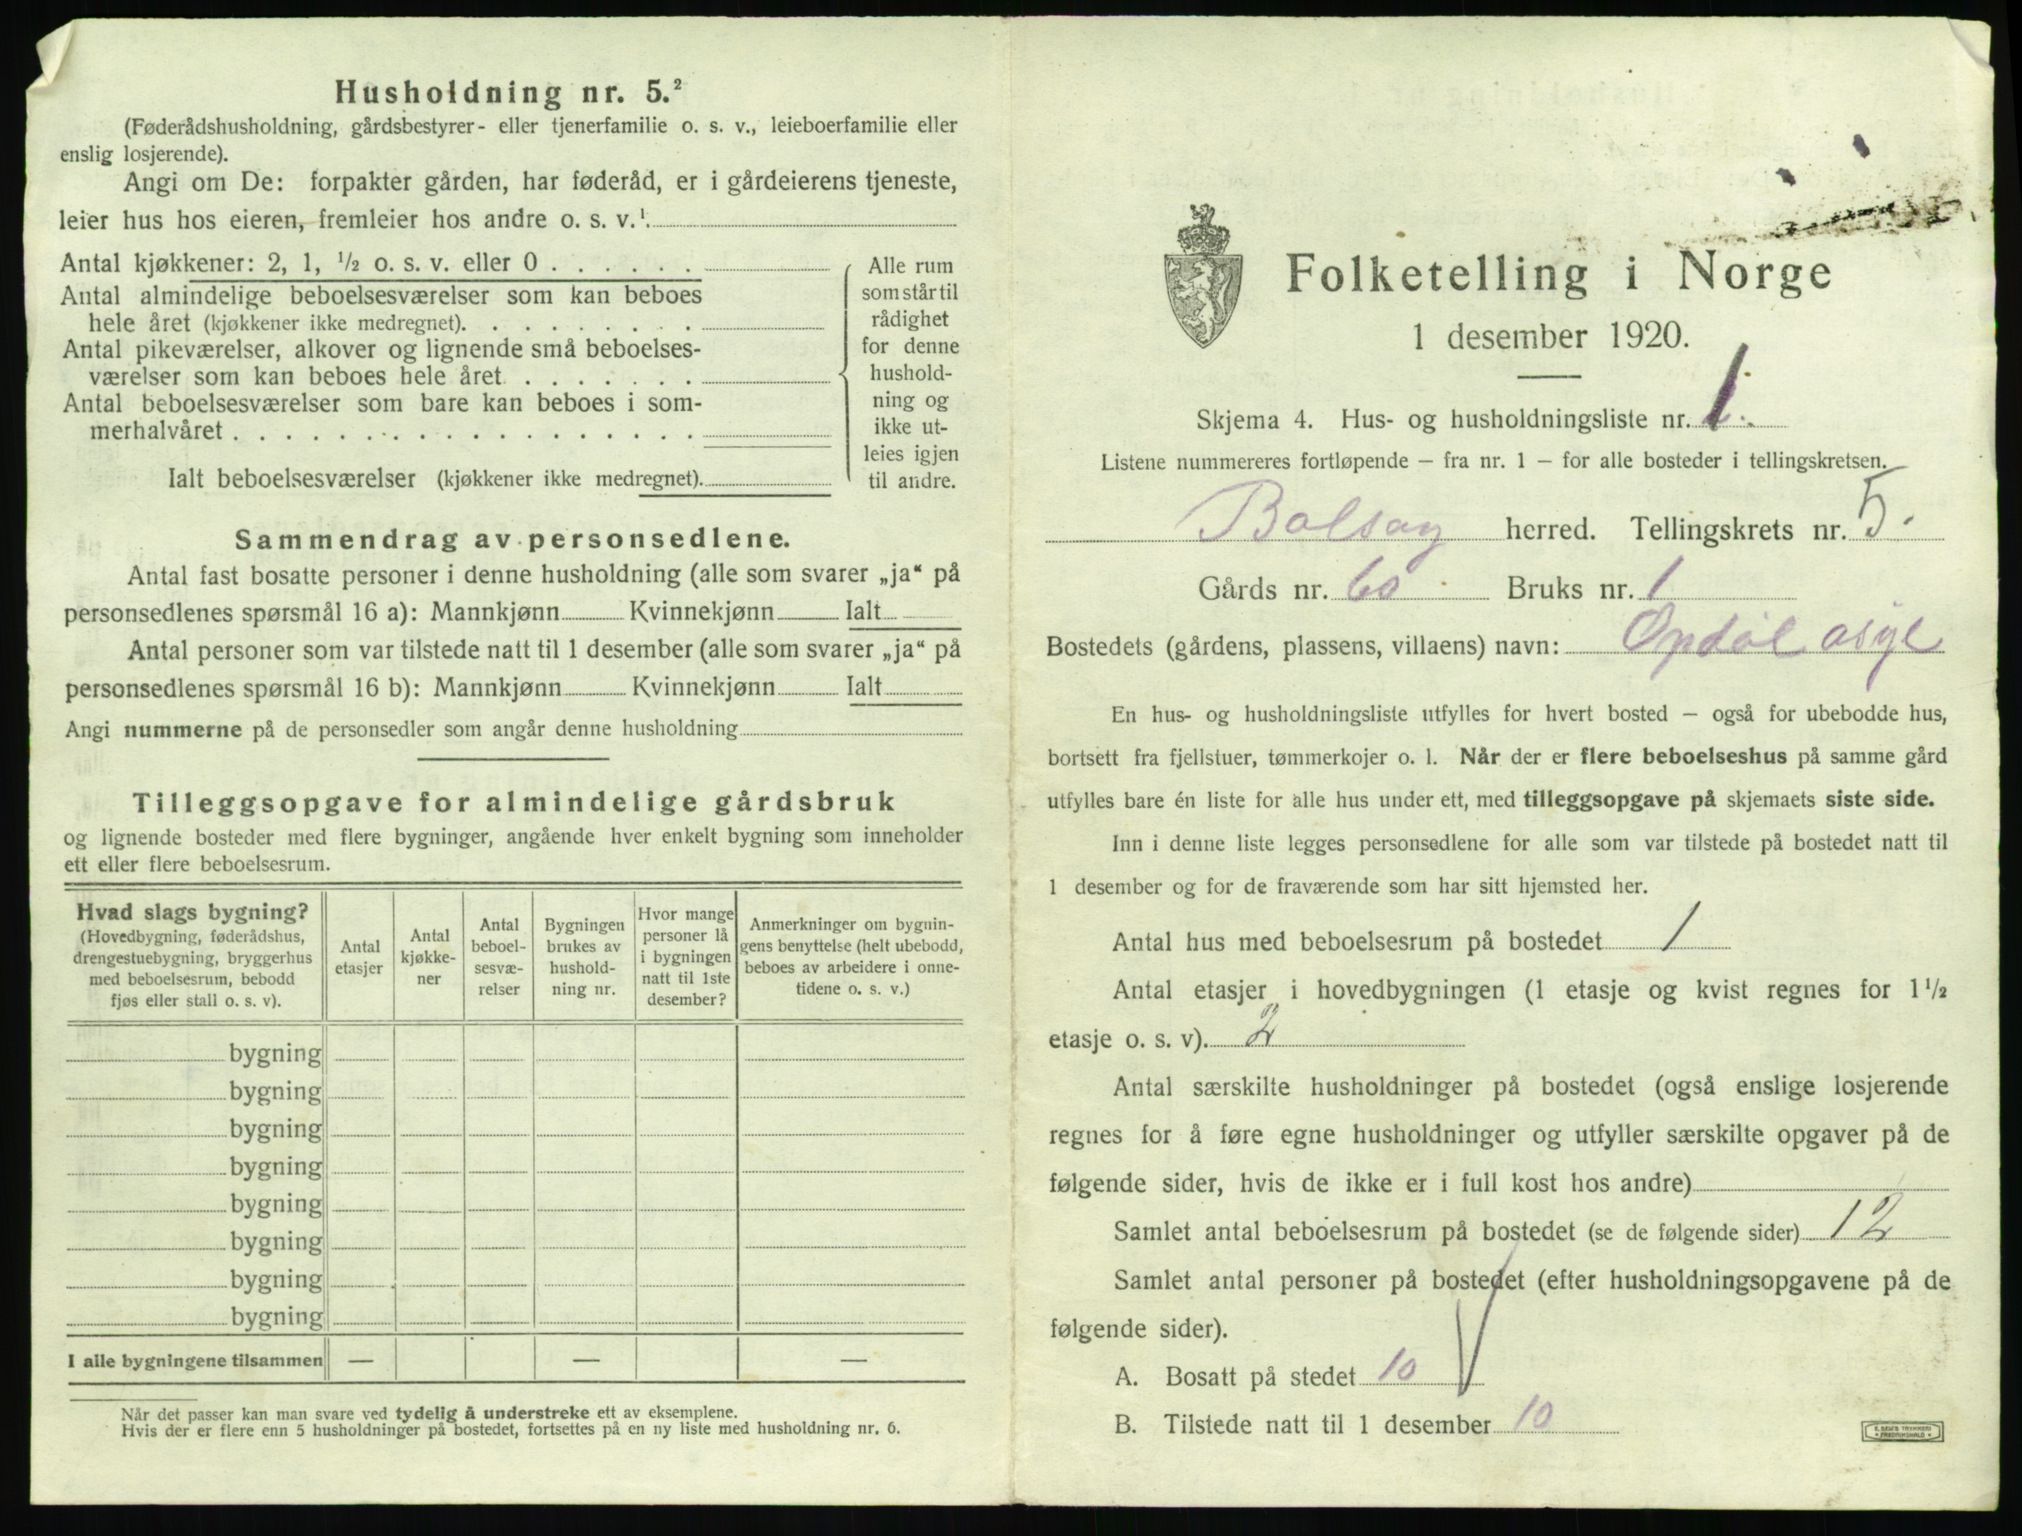 Husholdning nr. 5.²
(Føderådshusholdning, gårdsbestyrer- eller tjenerfamilie o. s. v., leieboerfamilie eller
enslig losjerende).
Angi om De: forpakter gården, har føderåd, er i gårdeierens tjeneste,
leier hus hos eieren, fremleier hos andre o. s. v.¹.
Antal kjøkkener: 2, 1, ½ o. s. v. eller 0 . . . . . .
Antal almindelige beboelsesværelser som kan beboes
hele året (kjøkkener ikke medregnet). . . . . . . . .
Antal pikeværelser, alkover og lignende små beboelses-
værelser som kan beboes hele året . . . . . . .
Antal beboelsesværelser som bare kan beboes i som-
merhalvåret . . . . . . . . . . . . . . . . . .
Ialt beboelsesværelser (kjøkkener ikke medregnet).
Alle rum
som står til
rådighet
for denne
hushold-
ning og
ikke ut-
leies igjen
til andre.
Sammendrag av personsedlene.
Antal fast bosatte personer i denne husholdning (alle som svarer „ja“ på
personsedlenes spørsmål 16 a): Mannkjønn Kvinnekjønn Ialt
Antal personer som var tilstede natt til 1 desember (alle som svarer „ja“ på
personsedlenes spørsmål 16 b): Mannkjønn Kvinnekjønn Ialt
Angi nummerne på de personsedler som angår denne husholdning
Tilleggsopgave for almindelige gårdsbruk
og lignende bosteder med flere bygninger, angående hver enkelt bygning som inneholder
ett eller flere beboelsesrum.
Hvad slags bygning?
(Hovedbygning, føderådshus,
drengestuebygning, bryggerhus
med beboelsesrum, bebodd
fjøs eller stall o. s. v).
Antal
etasjer
Antal
kjøkke-
ner
Antal
beboel-
sesvæ-
relser
Bygningen
brukes av
hushold-
ning nr.
Hvor mange
personer lå
i bygningen
natt til 1ste
desember?
Anmerkninger om bygnin-
gens benyttelse (helt ubebodd,
beboes av arbeidere i onne-
tidene o. s. v.)
bygning
bygning
bygning
bygning
bygning
bygning
bygning
bygning
I alle bygningene tilsammen — — —
Når det passer kan man svare ved tydelig å understreke ett av eksemplene.
Hvis der er flere enn 5 husholdninger på bostedet, fortsettes på en ny liste med husholdning nr. 6.
Folketelling i Norge
1 desember 1920.
Skjema 4. Hus- og husholdningsliste nr. 1.
Listene nummereres fortløpende – fra nr. 1 – for alle bosteder i tellingskretsen.
Bolsøy herred. Tellingskrets nr. 5.
Gårds nr. 60 Bruks nr. 1
Bostedets (gårdens, plassens, villaens) navn: Opdøl asyl
En hus- og husholdningsliste utfylles for hvert bosted – også for ubebodde hus,
bortsett fra fjellstuer, tømmerkojer o. l. Når der er flere beboelseshus på samme gård
utfylles bare én liste for alle hus under ett, med tilleggsopgave på skjemaets siste side.
Inn i denne liste legges personsedlene for alle som var tilstede på bostedet natt til
1 desember og for de fraværende som har sitt hjemsted her.
Antal hus med beboelsesrum på bostedet 1
Antal etasjer i hovedbygningen (1 etasje og kvist regnes for 1½
etasje o. s. v). 2
Antal særskilte husholdninger på bostedet (også enslige losjerende
regnes for å føre egne husholdninger og utfyller særskilte opgaver på de
følgende sider, hvis de ikke er i full kost hos andre)
Samlet antal beboelsesrum på bostedet (se de følgende sider) 12
Samlet antal personer på bostedet (efter husholdningsopgavene på de
følgende sider).
A. Bosatt på stedet 10
B. Tilstede natt til 1 desember 10